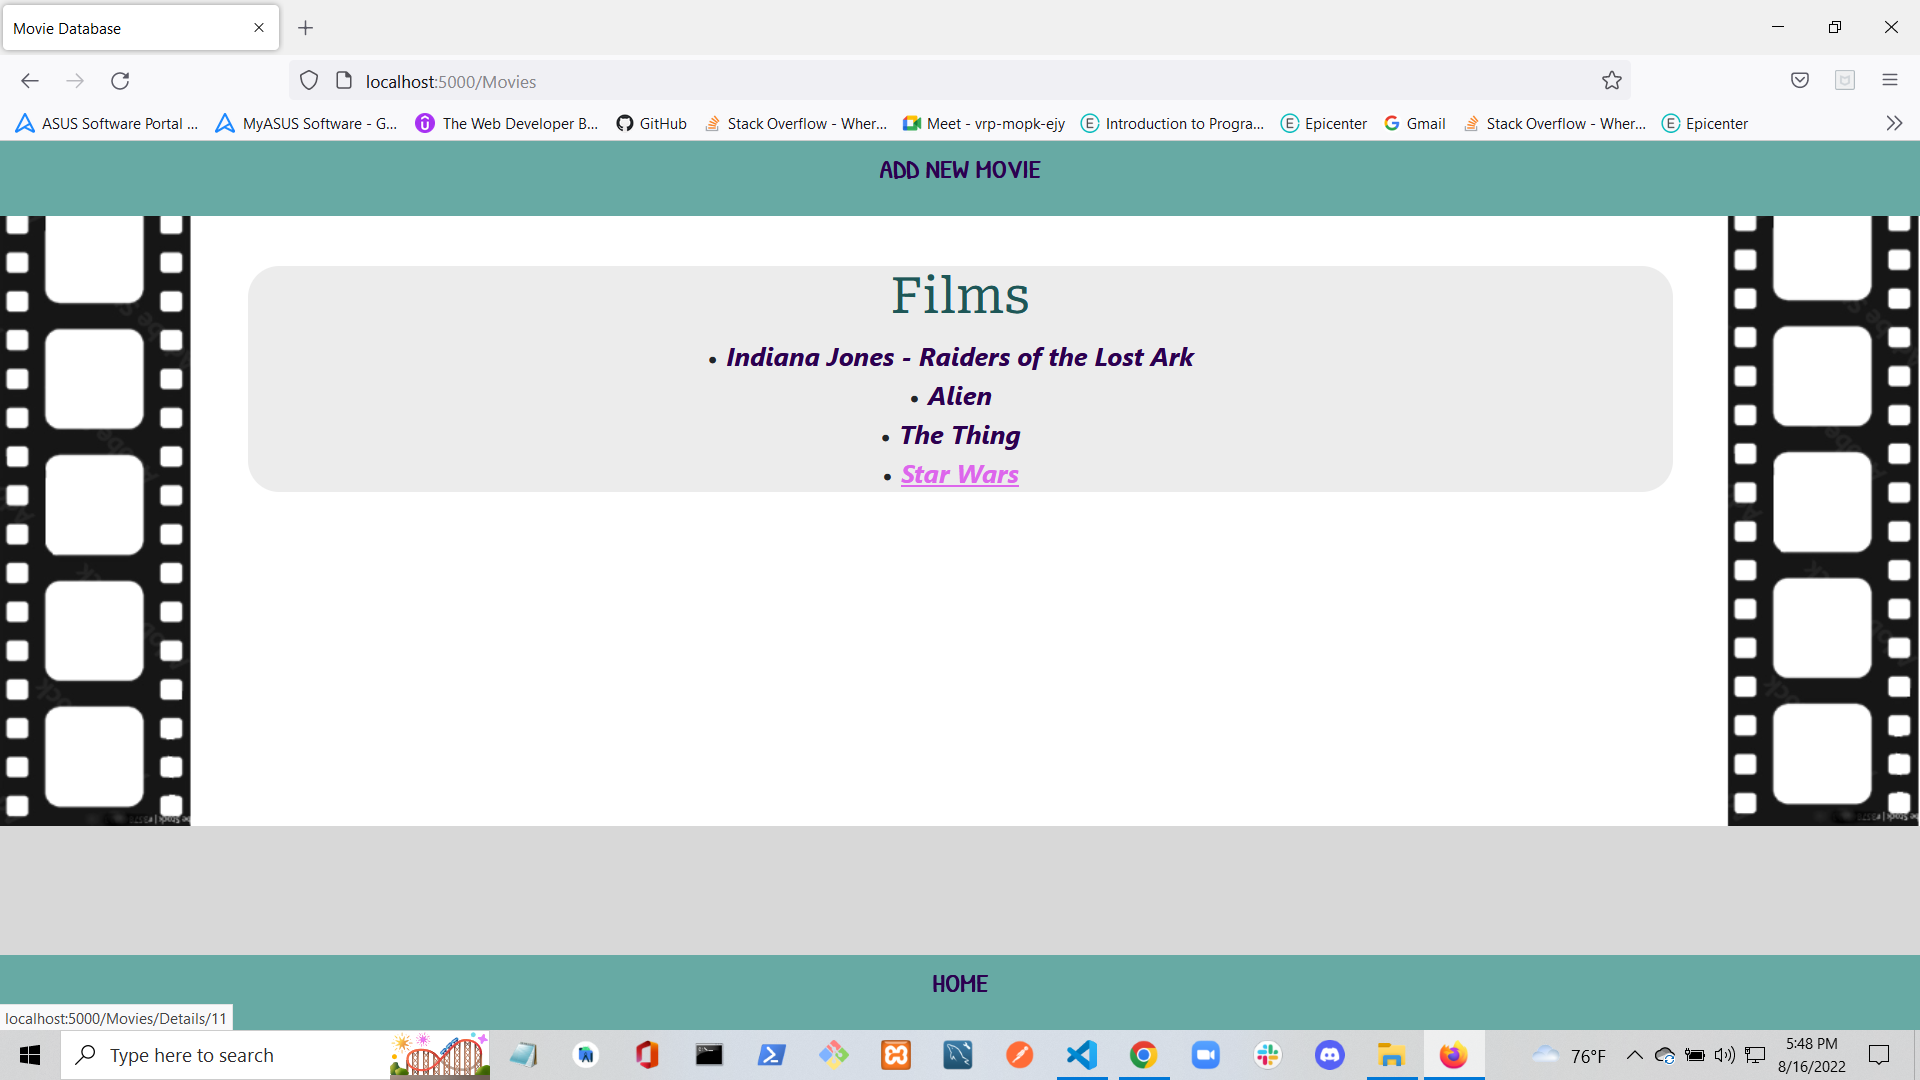 Movie Database
localhost:5000/Movies
ASUS Software Portal ...
MyASUS Software - G...
The Web Developer B...
GitHub
Stack Overflow - Wher...
Meet - vrp-mopk-ejy
Introduction to Progra...
Epicenter
Gmail
Stack Overflow - Wher...
Epicenter
ADD NEW MOVIE
Films
• Indiana Jones - Raiders of the Lost Ark
• Alien
• The Thing
• Star Wars
HOME
localhost:5000/Movies/Details/11
Type here to search
76°F
5:48 PM
8/16/2022